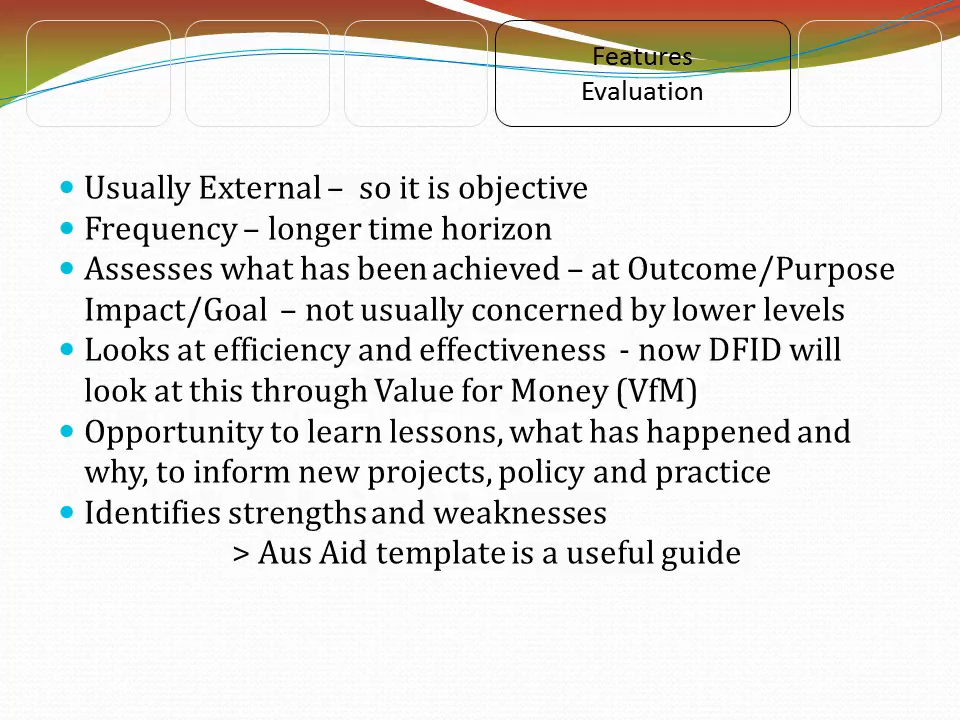 Features
Evaluation
Usually External – so it is objective
Frequency – longer time horizon
Assesses what has been achieved – at Outcome/Purpose
Impact/Goal – not usually concerned by lower levels
Looks at efficiency and effectiveness - now DFID will
look at this through Value for Money (VfM)
Opportunity to learn lessons, what has happened and
why, to inform new projects, policy and practice
Identifies strengths and weaknesses
> Aus Aid template is a useful guide